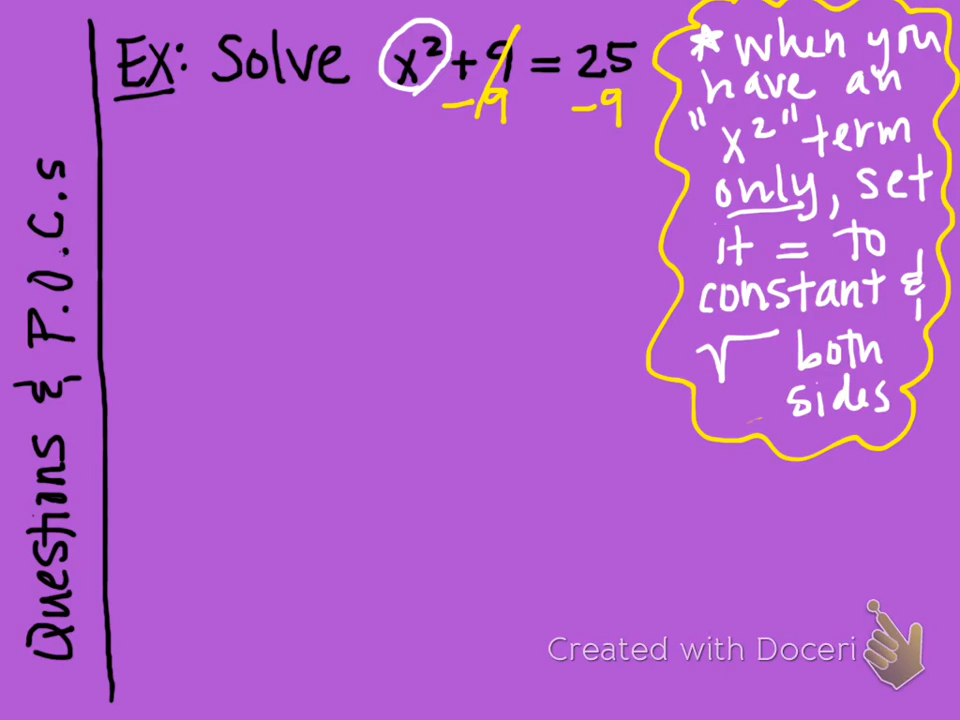 EX: Solve x² + 9 = 25
-9 -9
* When you
have an
"x²" term
only, set
it = to
constant &
√ both
sides
Questions & P.O.C.s
Created with Doceri